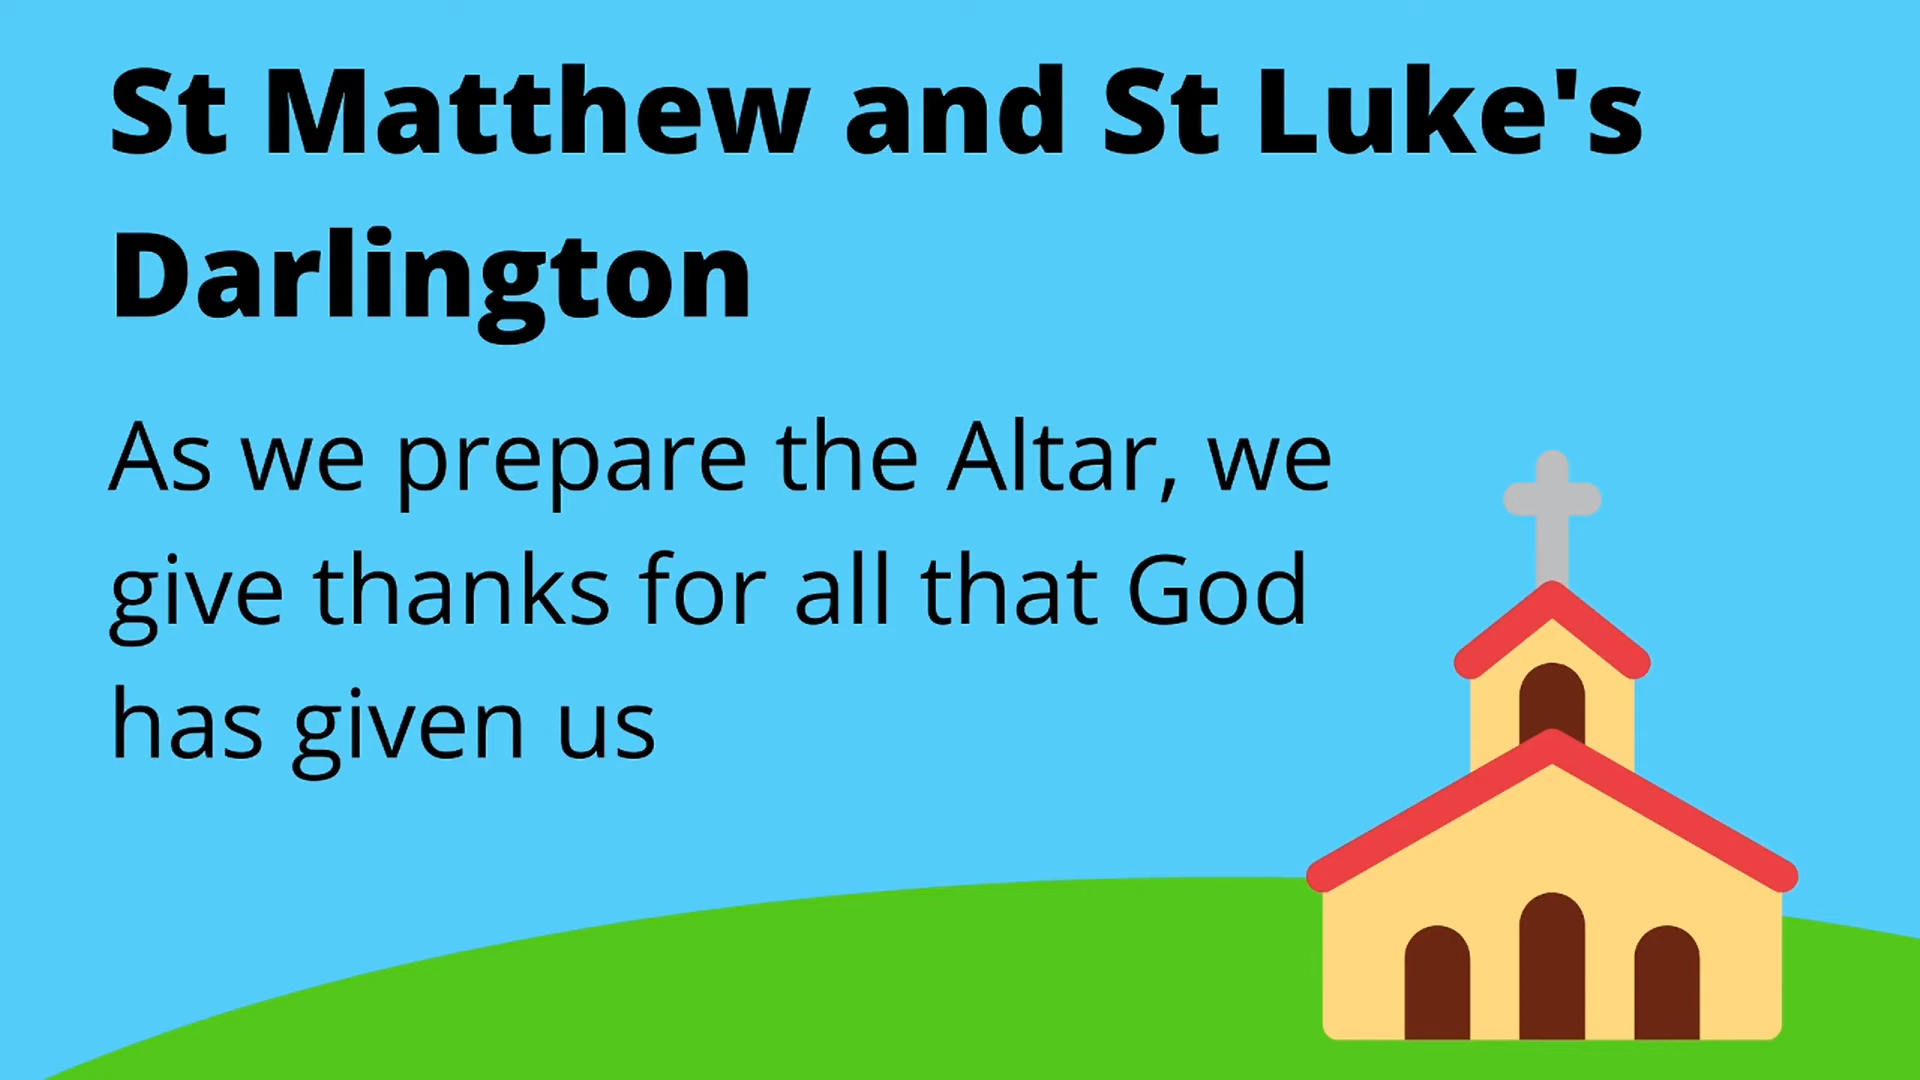 St Matthew and St Luke's
Darlington
As we prepare the Altar, we
give thanks for all that God
has given us